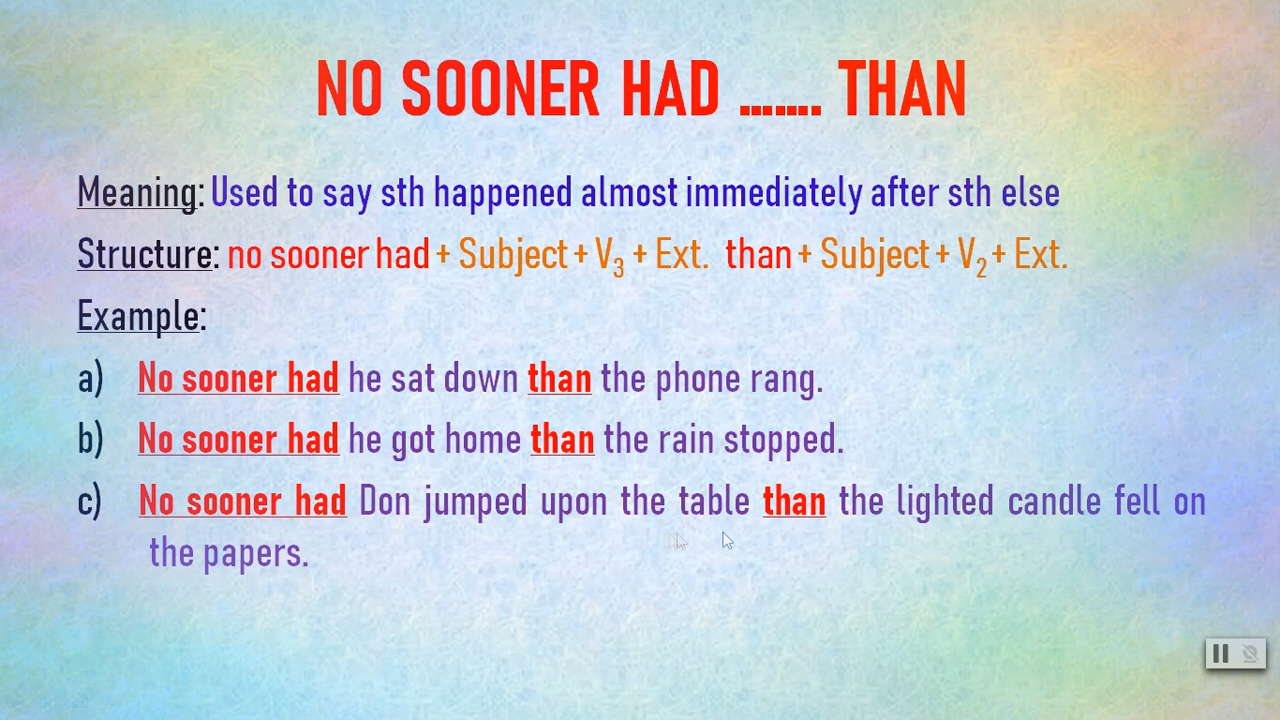 NO SOONER HAD ....... THAN
Meaning: Used to say sth happened almost immediately after sth else
Structure: no sooner had + Subject + V₃ + Ext. than + Subject + V₂ + Ext.
Example:
a) No sooner had he sat down than the phone rang.
b) No sooner had he got home than the rain stopped.
c) No sooner had Don jumped upon the table than the lighted candle fell on
the papers.